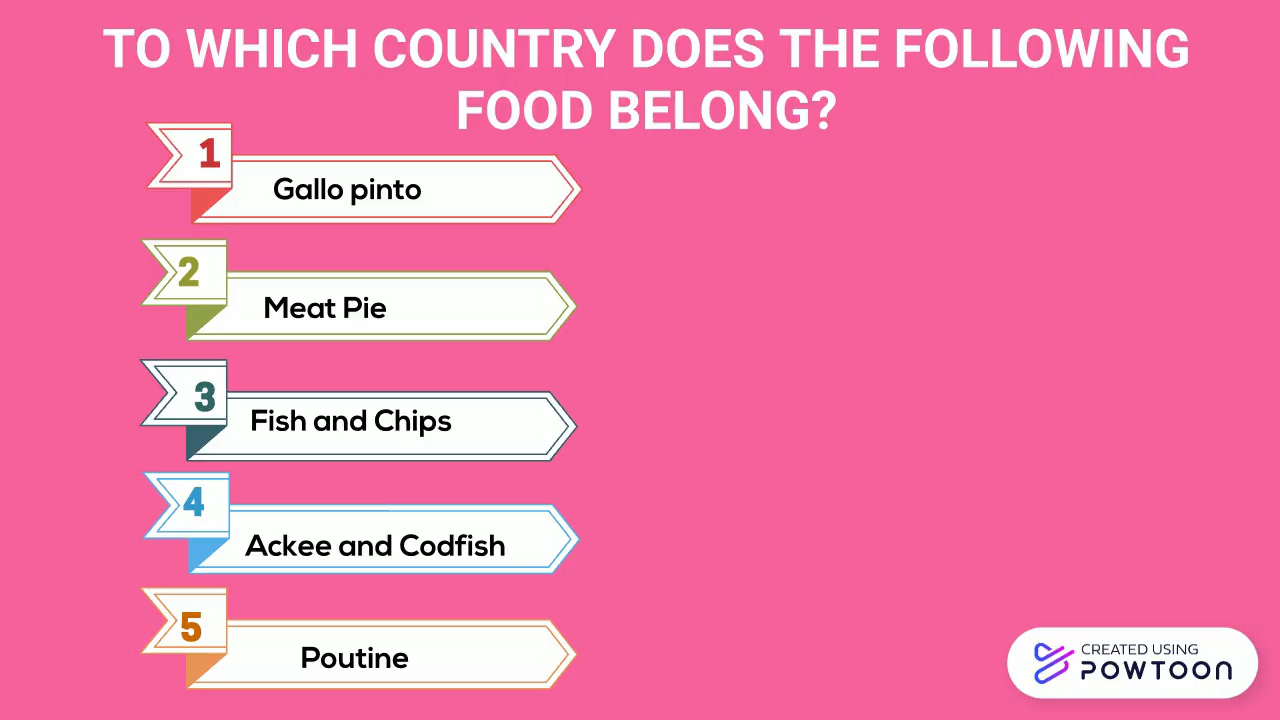 TO WHICH COUNTRY DOES THE FOLLOWING
FOOD BELONG?
1
Gallo pinto
2
Meat Pie
3
Fish and Chips
4
Ackee and Codfish
5
Poutine
CREATED USING
POWTOON